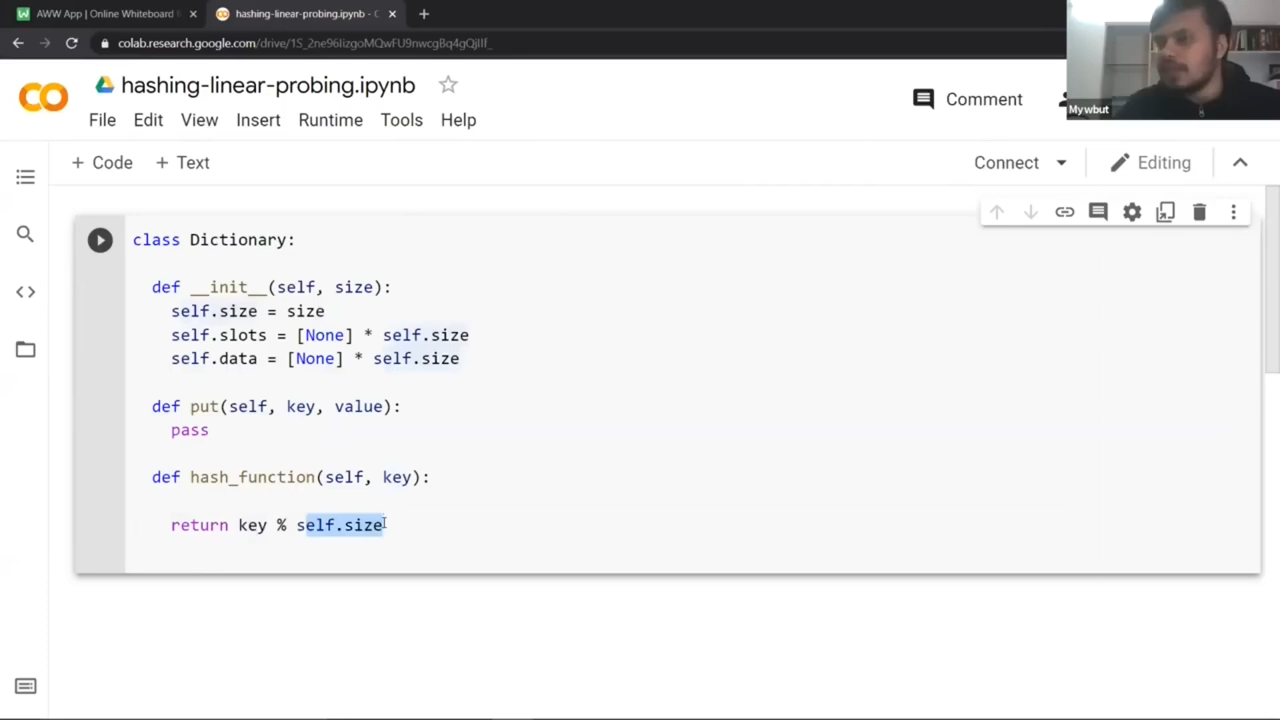 AWW App | Online Whiteboard
hashing-linear-probing.ipynb - C
colab.research.google.com/drive/1S_2ne96IizgoMQwFU9nwcgBq4gQjIIf_
hashing-linear-probing.ipynb
File Edit View Insert Runtime Tools Help
Comment
Mywbut
+ Code + Text
Connect
Editing
class Dictionary:
def __init__(self, size):
self.size = size
self.slots = [None] * self.size
self.data = [None] * self.size
def put(self, key, value):
pass
def hash_function(self, key):
return key % self.size